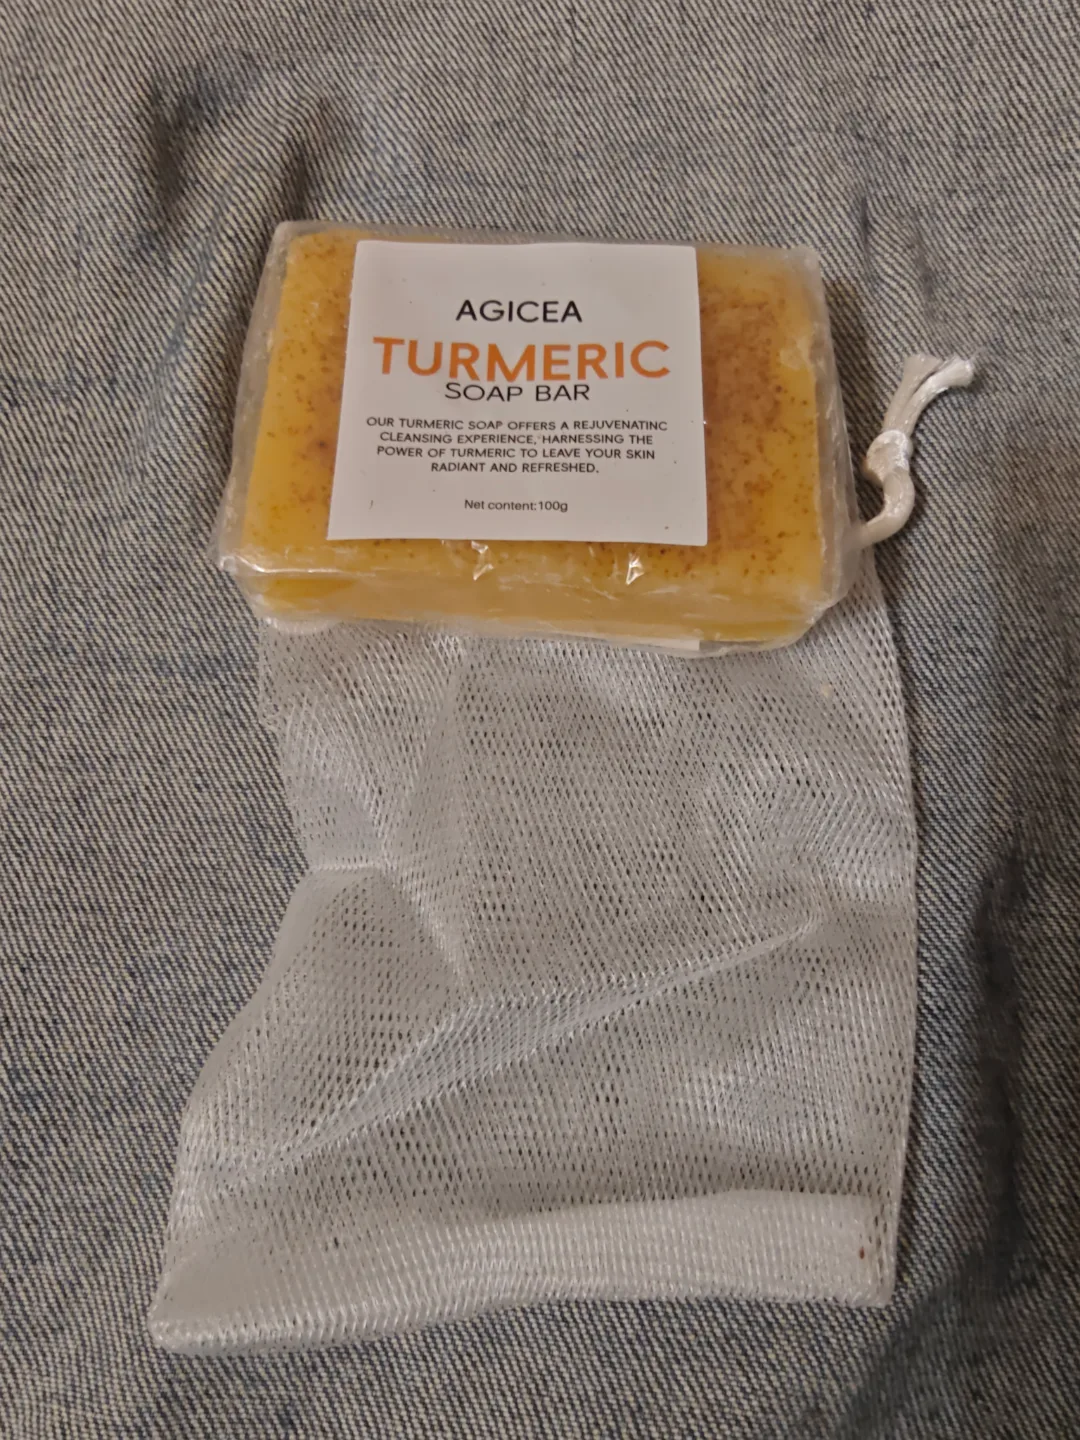 AGICEA
TURMERIC
SOAP BAR
OUR TURMERIC SOAP OFFERS A REJUVENATING
CLEANSING EXPERIENCE, HARNESSING THE
POWER OF TURMERIC TO LEAVE YOUR SKIN
RADIANT AND REFRESHED.
Net content:100g